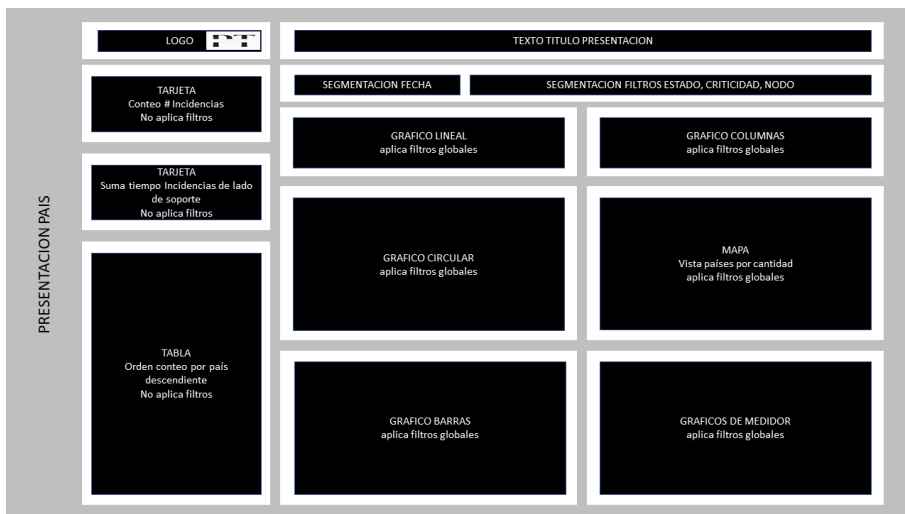 LOGO PT
TEXTO TITULO PRESENTACION
PRESENTACION PAIS
TARJETA
Conteo # Incidencias
No aplica filtros
TARJETA
Suma tiempo Incidencias de lado
de soporte
No aplica filtros
TABLA
Orden conteo por país
descendiente
No aplica filtros
SEGMENTACION FECHA
SEGMENTACION FILTROS ESTADO, CRITICIDAD, NODO
GRAFICO LINEAL
aplica filtros globales
GRAFICO COLUMNAS
aplica filtros globales
GRAFICO CIRCULAR
aplica filtros globales
MAPA
Vista países por cantidad
aplica filtros globales
GRAFICO BARRAS
aplica filtros globales
GRAFICOS DE MEDIDOR
aplica filtros globales